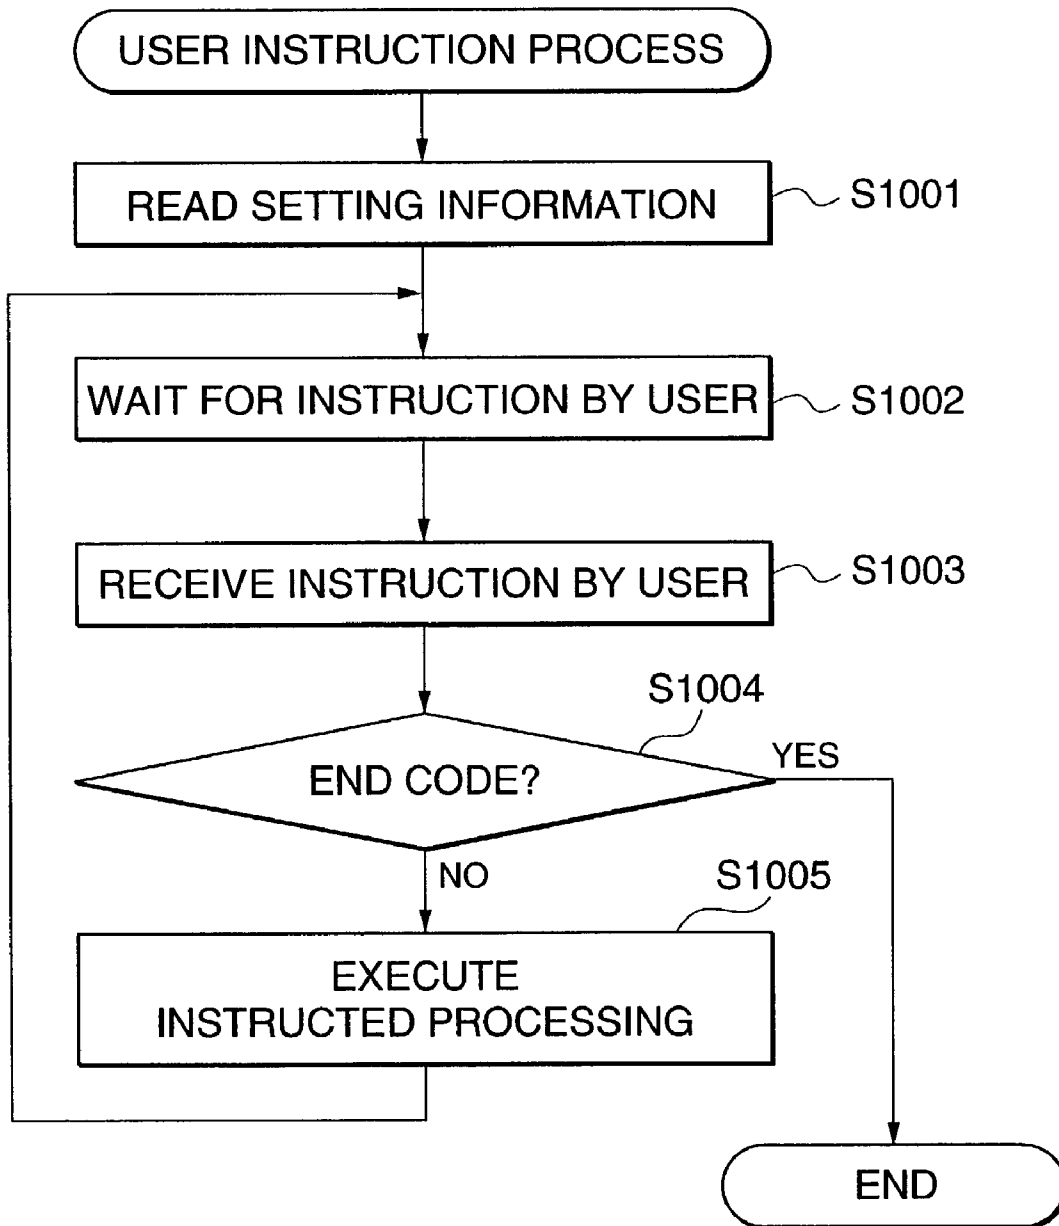 USER INSTRUCTION PROCESS
READ SETTING INFORMATION
S1001
WAIT FOR INSTRUCTION BY USER
S1002
RECEIVE INSTRUCTION BY USER
S1003
S1004
END CODE?
YES
NO
S1005
EXECUTE
INSTRUCTED PROCESSING
END